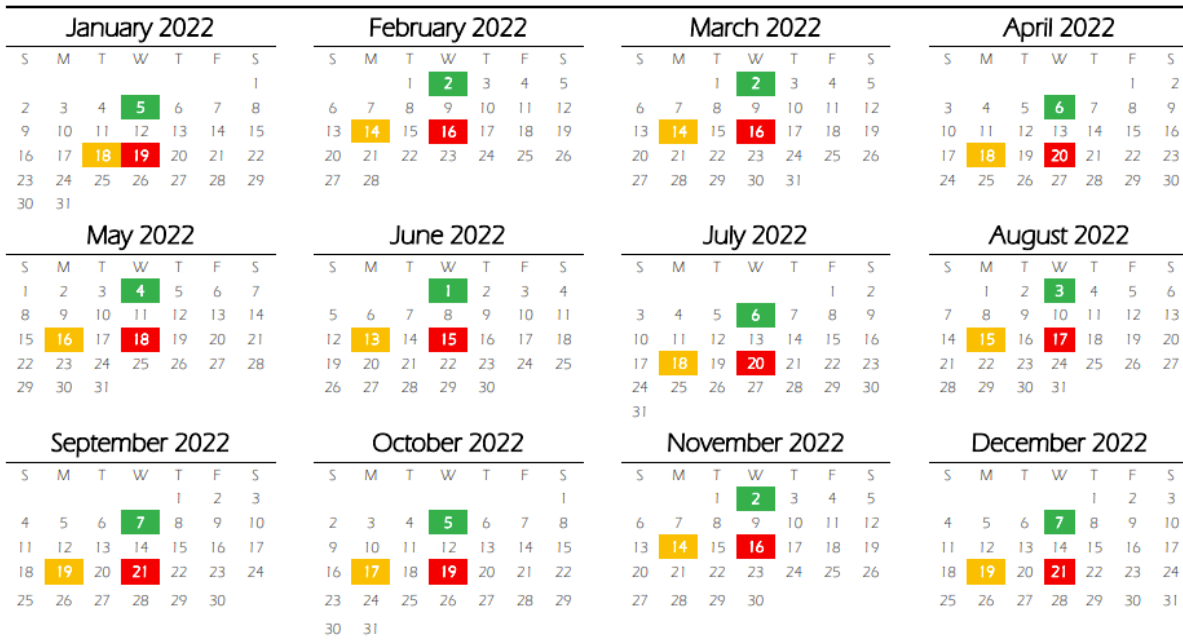 January 2022
S M T W T F S
1
2 3 4 5 6 7 8
9 10 11 12 13 14 15
16 17 18 19 20 21 22
23 24 25 26 27 28 29
30 31
February 2022
S M T W T F S
1 2 3 4 5
6 7 8 9 10 11 12
13 14 15 16 17 18 19
20 21 22 23 24 25 26
27 28
March 2022
S M T W T F S
1 2 3 4 5
6 7 8 9 10 11 12
13 14 15 16 17 18 19
20 21 22 23 24 25 26
27 28 29 30 31
April 2022
S M T W T F S
1 2
3 4 5 6 7 8 9
10 11 12 13 14 15 16
17 18 19 20 21 22 23
24 25 26 27 28 29 30
May 2022
S M T W T F S
1 2 3 4 5 6 7
8 9 10 11 12 13 14
15 16 17 18 19 20 21
22 23 24 25 26 27 28
29 30 31
June 2022
S M T W T F S
1 2 3 4
5 6 7 8 9 10 11
12 13 14 15 16 17 18
19 20 21 22 23 24 25
26 27 28 29 30
July 2022
S M T W T F S
1 2
3 4 5 6 7 8 9
10 11 12 13 14 15 16
17 18 19 20 21 22 23
24 25 26 27 28 29 30
31
August 2022
S M T W T F S
1 2 3 4 5 6
7 8 9 10 11 12 13
14 15 16 17 18 19 20
21 22 23 24 25 26 27
28 29 30 31
September 2022
S M T W T F S
1 2 3
4 5 6 7 8 9 10
11 12 13 14 15 16 17
18 19 20 21 22 23 24
25 26 27 28 29 30
October 2022
S M T W T F S
1
2 3 4 5 6 7 8
9 10 11 12 13 14 15
16 17 18 19 20 21 22
23 24 25 26 27 28 29
30 31
November 2022
S M T W T F S
1 2 3 4 5
6 7 8 9 10 11 12
13 14 15 16 17 18 19
20 21 22 23 24 25 26
27 28 29 30
December 2022
S M T W T F S
1 2 3
4 5 6 7 8 9 10
11 12 13 14 15 16 17
18 19 20 21 22 23 24
25 26 27 28 29 30 31